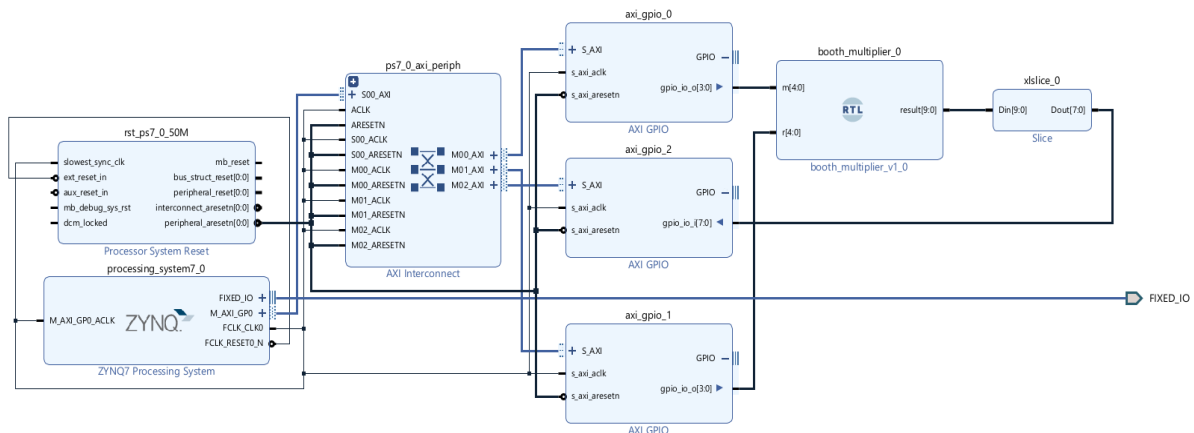 rst_ps7_0_50M
slowest_sync_clk
ext_reset_in
aux_reset_in
mb_debug_sys_rst
dcm_locked
mb_reset
bus_struct_reset[0:0]
peripheral_reset[0:0]
interconnect_aresetn[0:0]
peripheral_aresetn[0:0]
Processor System Reset
processing_system7_0
M_AXI_GP0_ACLK
ZYNQ
FIXED_IO
M_AXI_GP0
FCLK_CLK0
FCLK_RESET0_N
ZYNQ7 Processing System
ps7_0_axi_periph
S00_AXI
ACLK
ARESETN
S00_ACLK
S00_ARESETN
M00_ACLK
M00_ARESETN
M01_ACLK
M01_ARESETN
M02_ACLK
M02_ARESETN
M00_AXI
M01_AXI
M02_AXI
AXI Interconnect
axi_gpio_0
S_AXI
s_axi_aclk
s_axi_aresetn
GPIO
gpio_io_o[3:0]
AXI GPIO
axi_gpio_2
S_AXI
s_axi_aclk
s_axi_aresetn
GPIO
gpio_io_i[7:0]
AXI GPIO
axi_gpio_1
S_AXI
s_axi_aclk
s_axi_aresetn
GPIO
gpio_io_o[3:0]
AXI GPIO
booth_multiplier_0
m[4:0]
r[4:0]
RTL
result[9:0]
booth_multiplier_v1_0
xlslice_0
Din[9:0]
Dout[7:0]
Slice
FIXED_IO